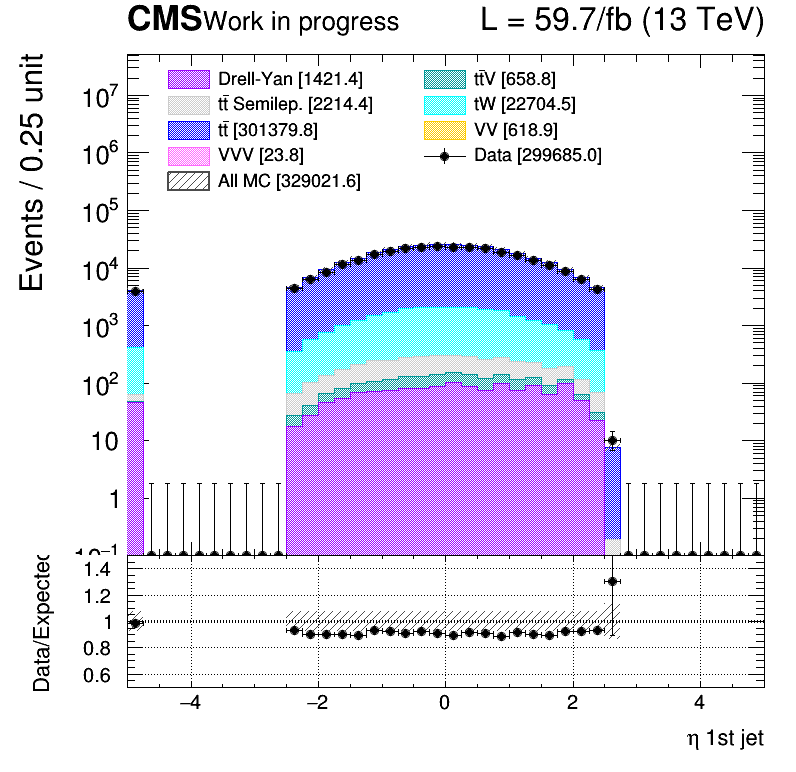 CMS Work in progress L = 59.7/fb (13 TeV)
Drell-Yan [1421.4]
tt̄ Semilep. [2214.4]
tt̄ [301379.8]
VVV [23.8]
All MC [329021.6]
tt̄V [658.8]
tW [22704.5]
VV [618.9]
Data [299685.0]
Events / 0.25 unit
10⁷
10⁶
10⁵
10⁴
10³
10²
10
1
10⁻¹
Data/Expected
1.4
1.2
1
0.8
0.6
−4 −2 0 2 4
η 1st jet